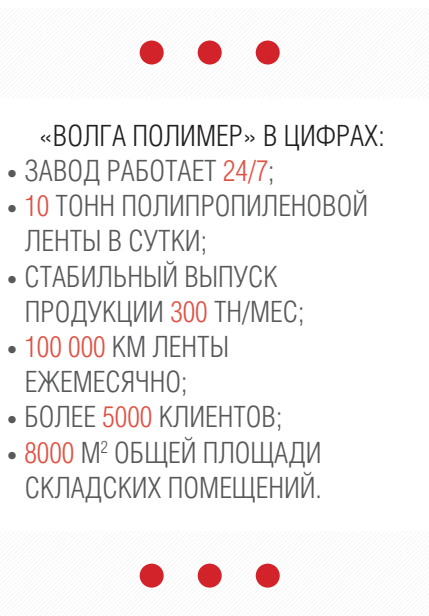 «ВОЛГА ПОЛИМЕР» В ЦИФРАХ:
• ЗАВОД РАБОТАЕТ 24/7;
• 10 ТОНН ПОЛИПРОПИЛЕНОВОЙ
ЛЕНТЫ В СУТКИ;
• СТАБИЛЬНЫЙ ВЫПУСК
ПРОДУКЦИИ 300 ТН/МЕС;
• 100 000 КМ ЛЕНТЫ
ЕЖЕМЕСЯЧНО;
• БОЛЕЕ 5000 КЛИЕНТОВ;
• 8000 М² ОБЩЕЙ ПЛОЩАДИ
СКЛАДСКИХ ПОМЕЩЕНИЙ.